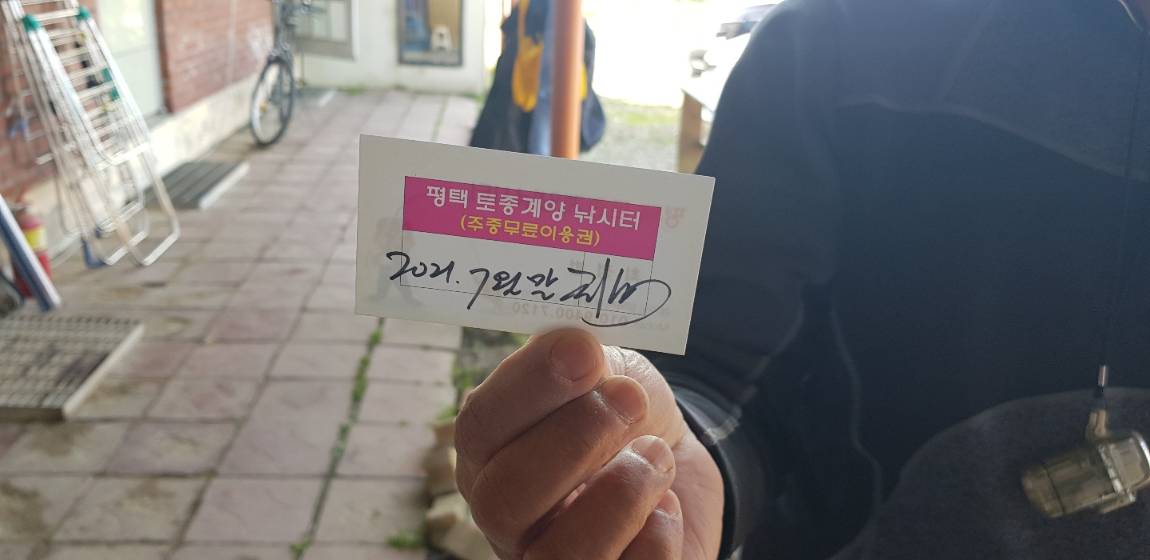 평택 토종계양 낚시터
(주중무료이용권)
2021. 7월 말